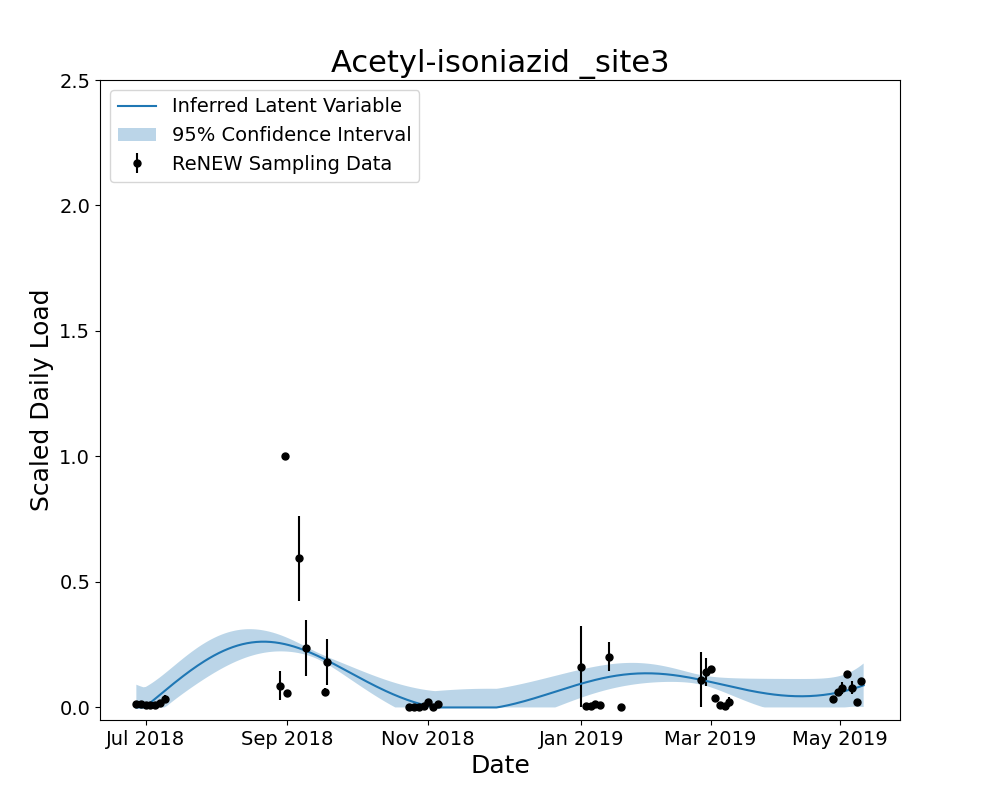 Acetyl-isoniazid _site3
Inferred Latent Variable
95% Confidence Interval
ReNEW Sampling Data
Scaled Daily Load
2.5
2.0
1.5
1.0
0.5
0.0
Jul 2018 Sep 2018 Nov 2018 Jan 2019 Mar 2019 May 2019
Date